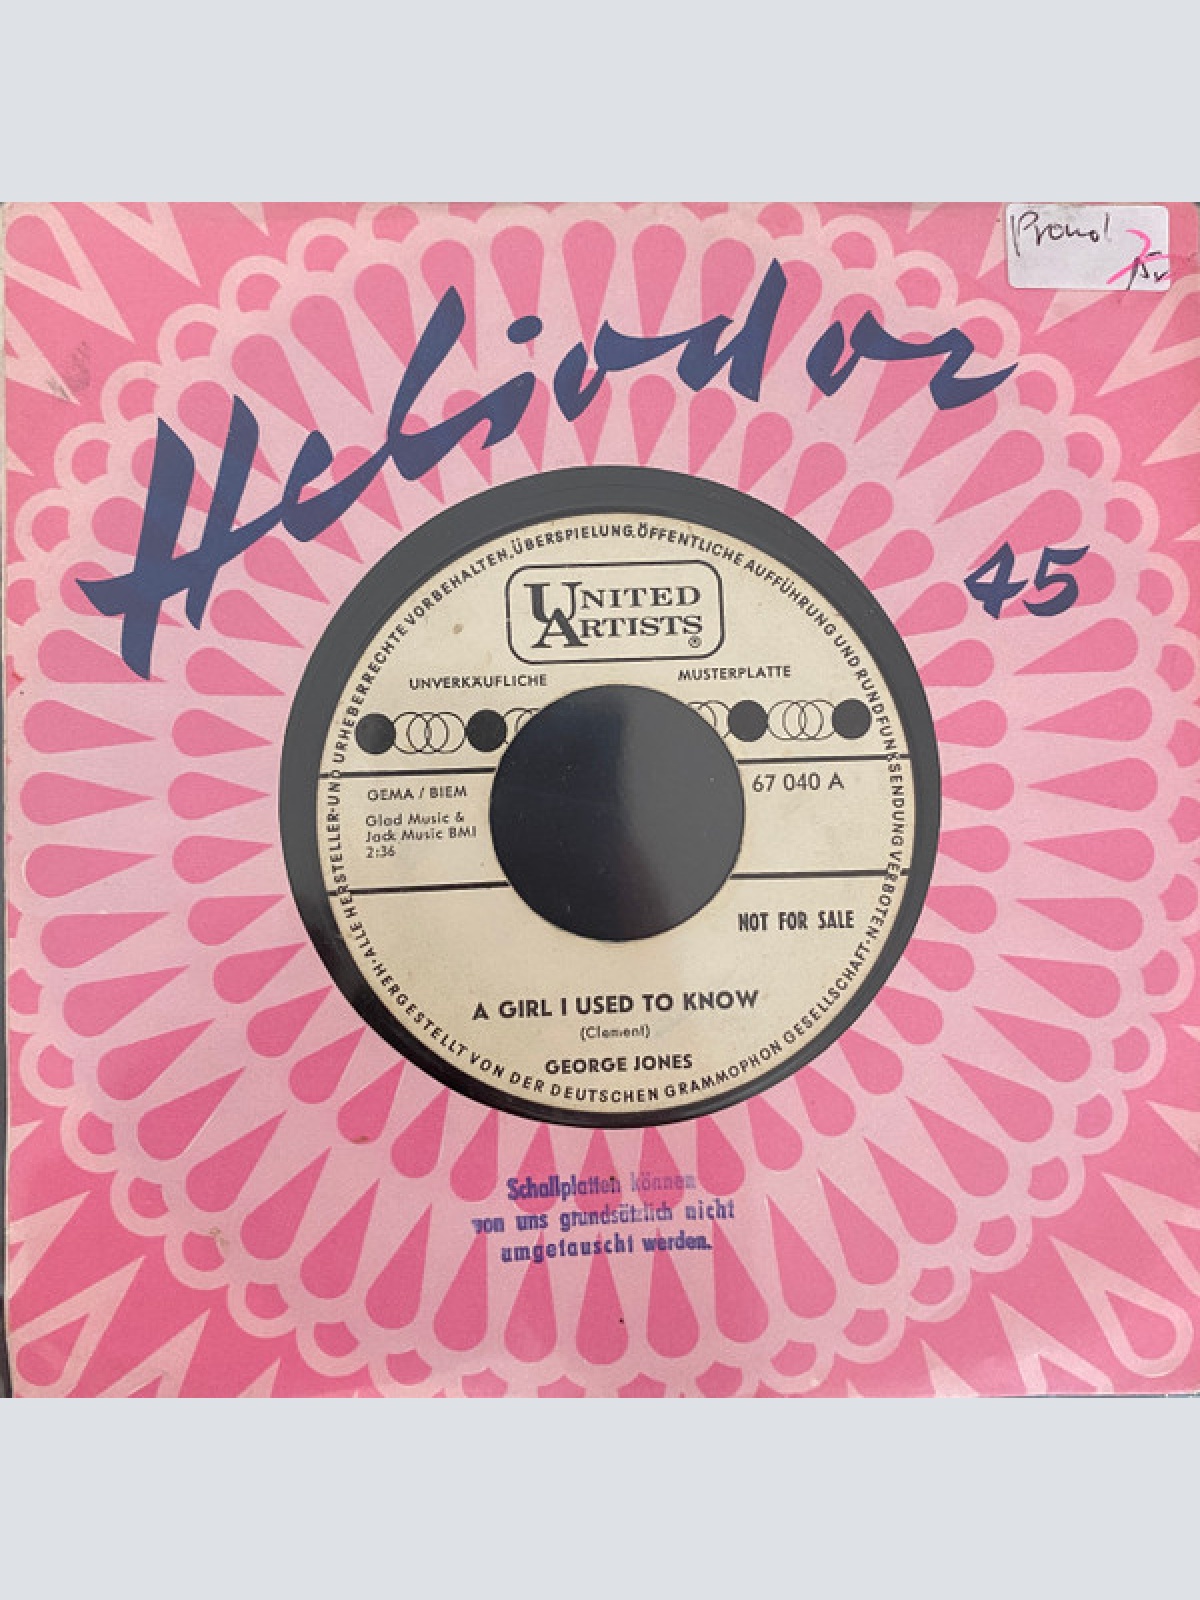 Promo!
Heliodor
45
ALLE HERSTELLER-UND URHEBERRECHTE VORBEHALTEN, ÜBERSPIELUNG, ÖFFENTLICHE AUFFÜHRUNG UND RUNDFUNKSENDUNG VERBOTEN·
UNITED
ARTISTS®
UNVERKÄUFLICHE MUSTERPLATTE
GEMA / BIEM
67 040 A
Glad Music &
Jack Music BMI
2:36
NOT FOR SALE
A GIRL I USED TO KNOW
(Clement)
GEORGE JONES
·HERGESTELLT VON DER DEUTSCHEN GRAMMOPHON GESELLSCHAFT·
Schallplatten können
von uns grundsätzlich nicht
umgetauscht werden.